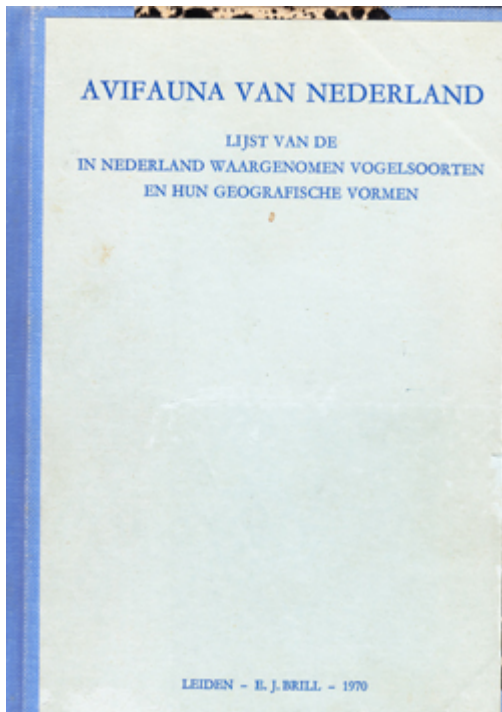 AVIFAUNA VAN NEDERLAND
LIJST VAN DE
IN NEDERLAND WAARGENOMEN VOGELSOORTEN
EN HUN GEOGRAFISCHE VORMEN
LEIDEN – E. J. BRILL – 1970